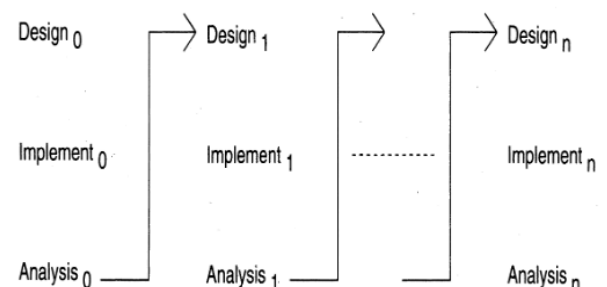 Design 0 Design 1 Design n
Implement 0 Implement 1 Implement n
Analysis 0 Analysis 1 Analysis n